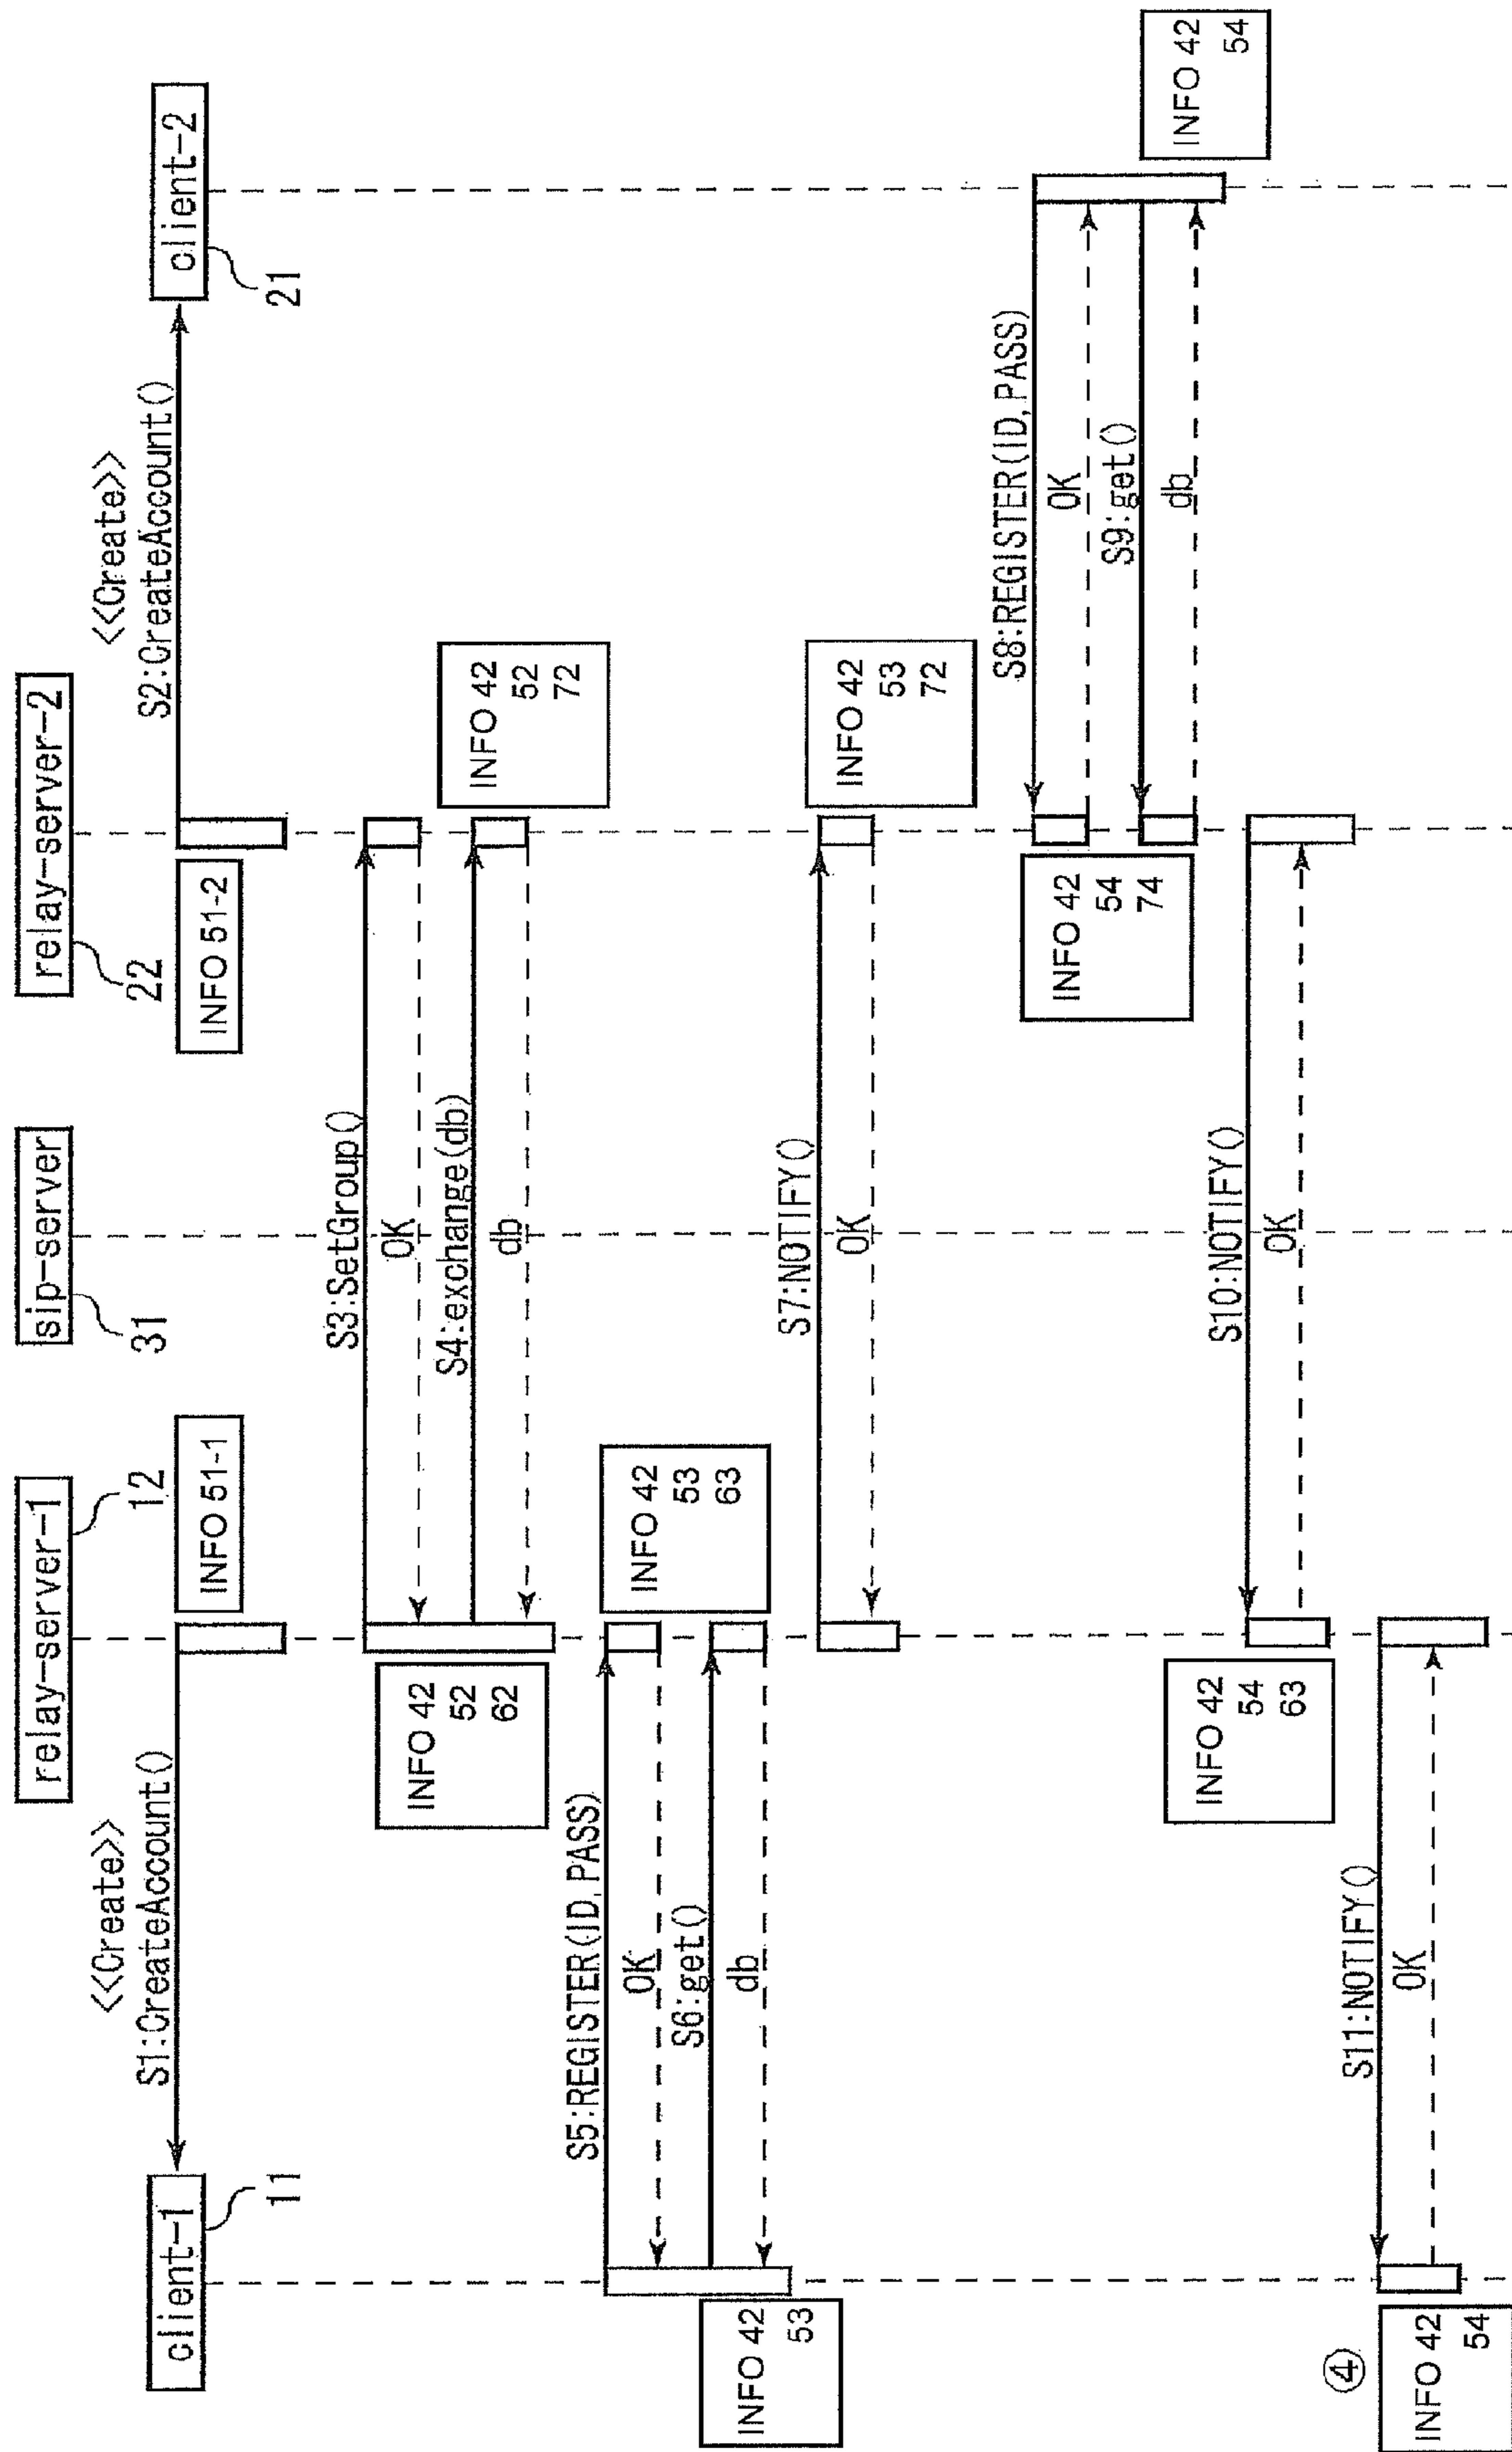 client-1
11
relay-server-1
12
sip-server
31
relay-server-2
22
client-2
21
<<Create>>
S1:CreateAccount()
INFO 51-1
INFO 51-2
<<Create>>
S2:CreateAccount()
S3:SetGroup()
OK
S4:exchange(db)
db
INFO 42
52
62
INFO 42
52
72
S5:REGISTER(ID,PASS)
OK
S6:get()
db
INFO 42
53
63
INFO 42
53
S7:NOTIFY()
OK
INFO 42
53
72
S8:REGISTER(ID,PASS)
OK
S9:get()
db
INFO 42
54
74
INFO 42
54
S10:NOTIFY()
OK
INFO 42
54
63
S11:NOTIFY()
OK
④
INFO 42
54